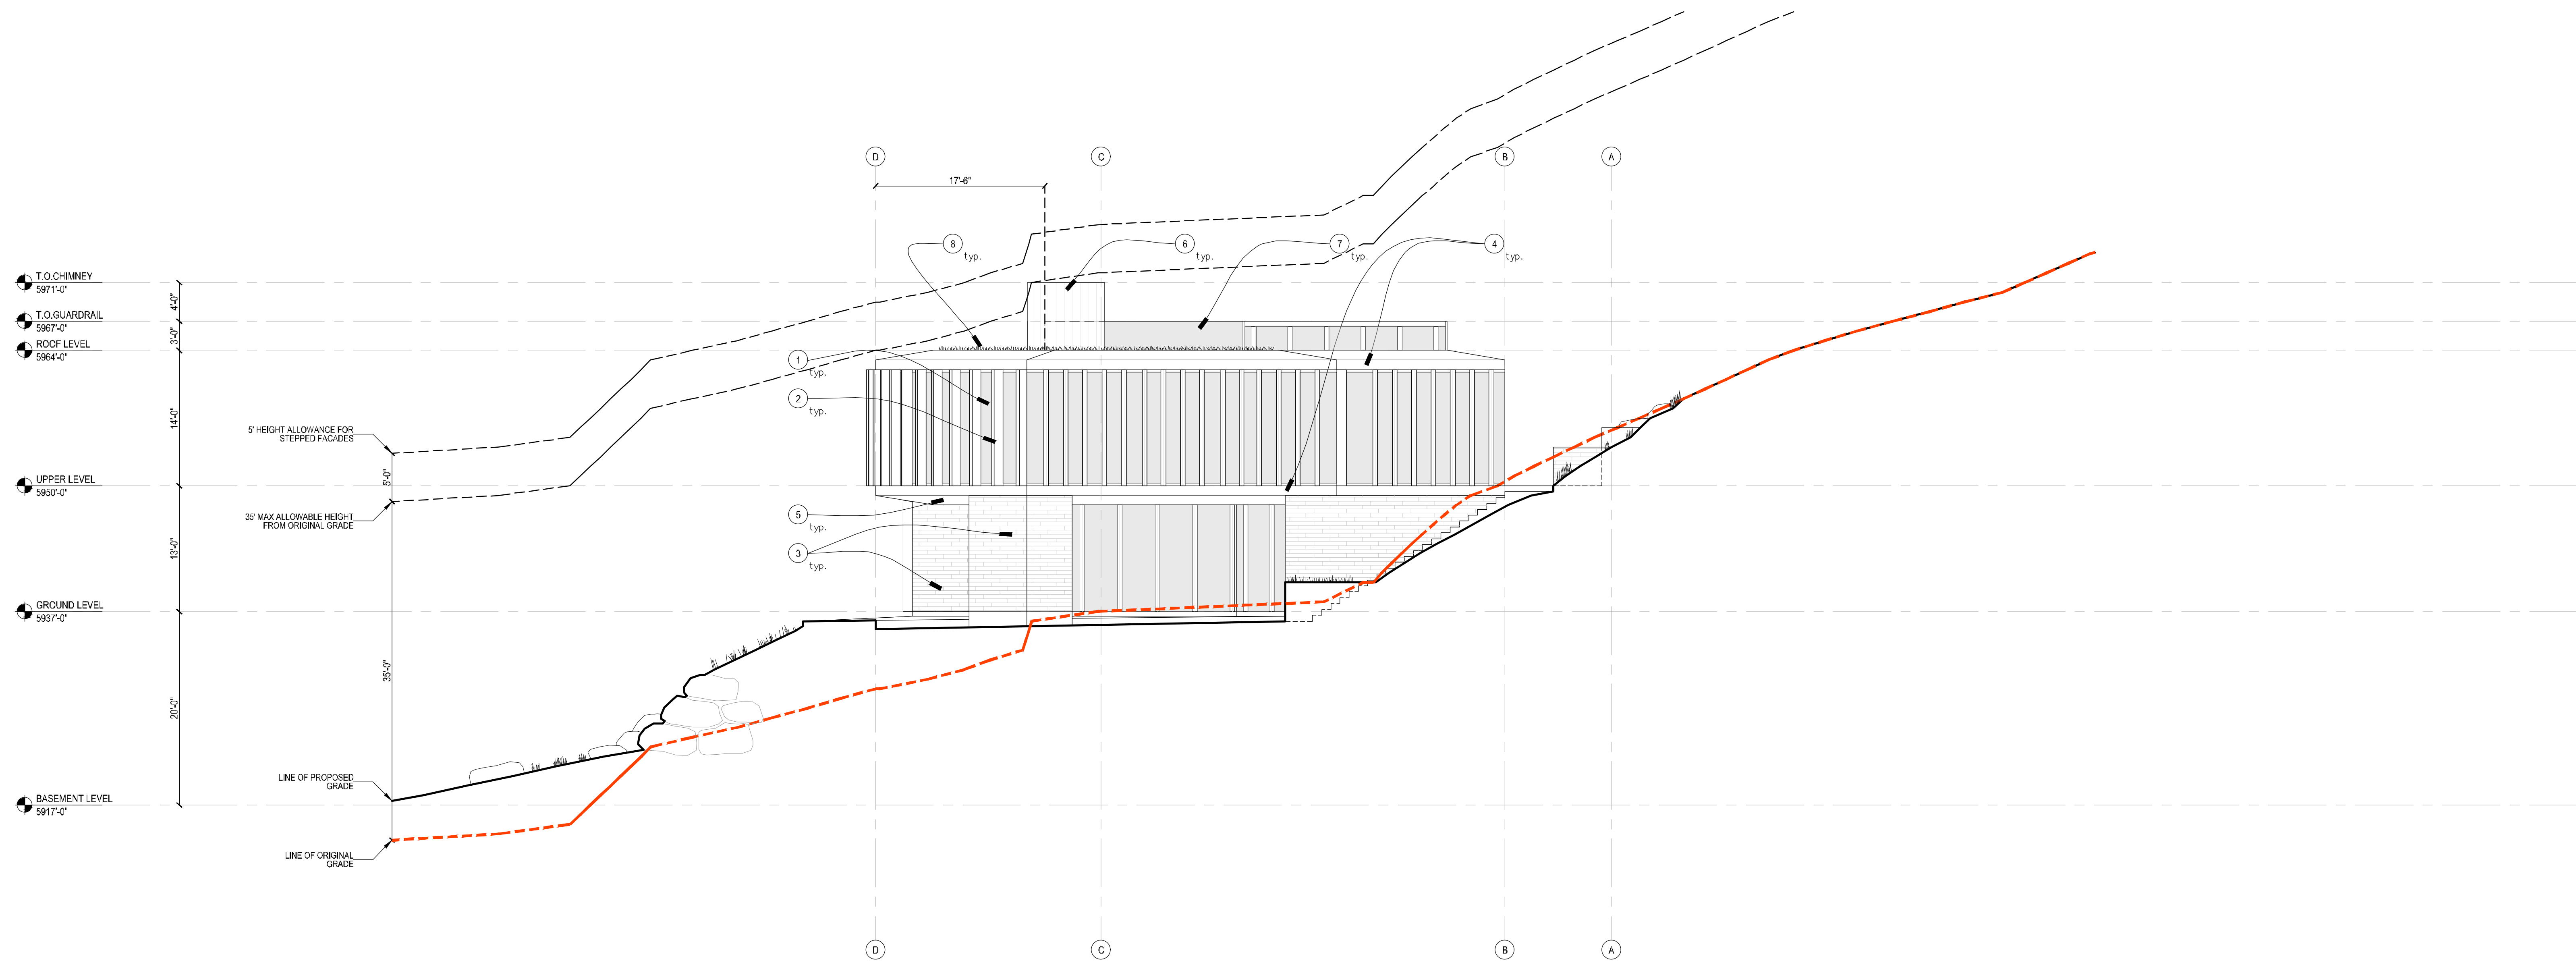 D
C
B
A
17'-6"
8
typ.
6
typ.
7
typ.
4
typ.
T.O.CHIMNEY
5971'-0"
4'-0"
T.O.GUARDRAIL
5967'-0"
3'-0"
ROOF LEVEL
5964'-0"
1
typ.
2
typ.
14'-0"
5' HEIGHT ALLOWANCE FOR
STEPPED FACADES
5'-0"
UPPER LEVEL
5950'-0"
35' MAX ALLOWABLE HEIGHT
FROM ORIGINAL GRADE
5
typ.
13'-0"
3
typ.
GROUND LEVEL
5937'-0"
35'-0"
20'-0"
LINE OF PROPOSED
GRADE
BASEMENT LEVEL
5917'-0"
LINE OF ORIGINAL
GRADE
D
C
B
A